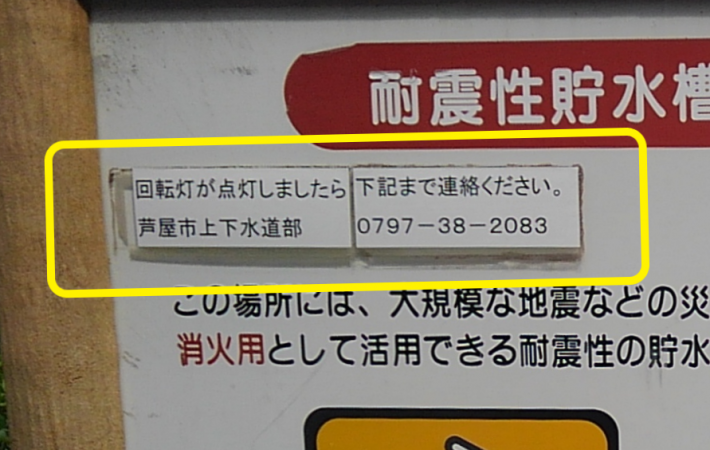 耐震性貯水槽
回転灯が点灯しましたら 下記まで連絡ください。
芦屋市上下水道部 0797-38-2083
この場所には、大規模な地震などの災
消火用として活用できる耐震性の貯水